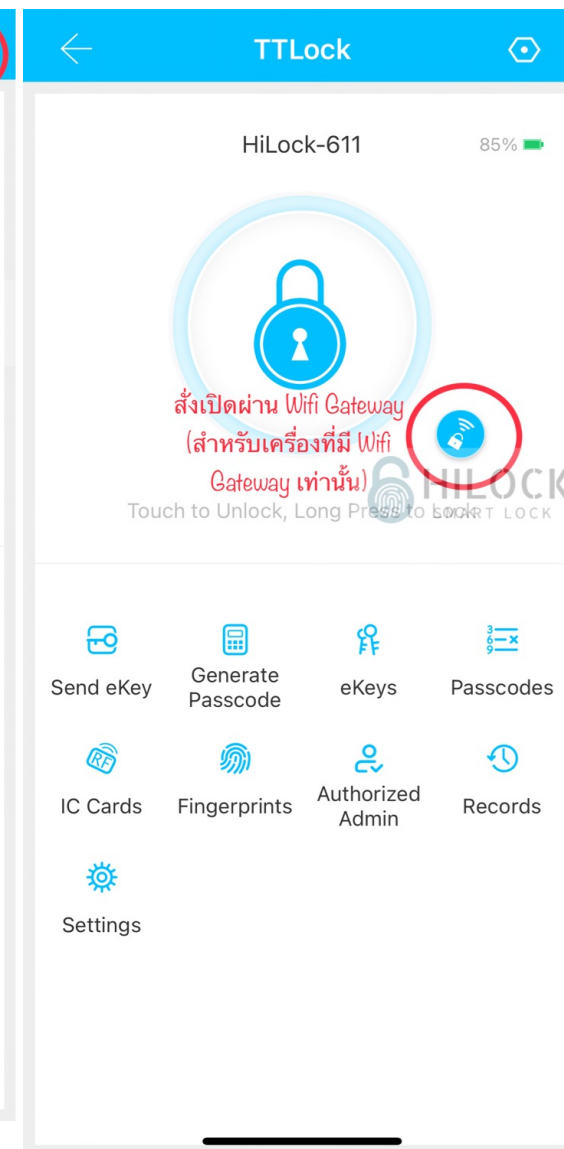 TTLock
HiLock-611
85%
สั่งเปิดผ่าน Wifi Gateway
(สำหรับเครื่องที่มี Wifi
Gateway เท่านั้น)
HILOCK
SMART LOCK
Touch to Unlock, Long Press to Lock
Send eKey
Generate
Passcode
eKeys
Passcodes
IC Cards
Fingerprints
Authorized
Admin
Records
Settings